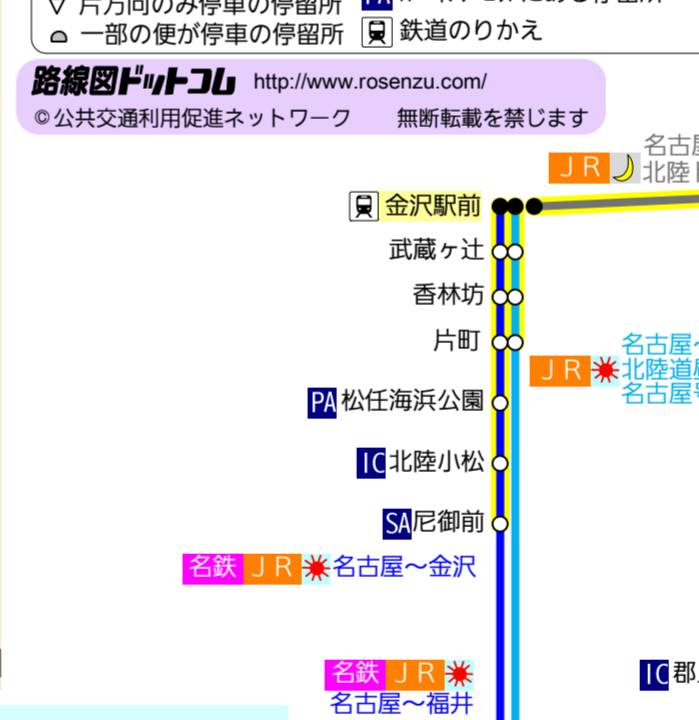 片方向のみ停車の停留所
一部の便が停車の停留所
鉄道のりかえ
路線図ドットコム http://www.rosenzu.com/
©公共交通利用促進ネットワーク 無断転載を禁じます
名古屋
JR 北陸
金沢駅前
武蔵ヶ辻
香林坊
片町
名古屋～
JR 北陸道
名古屋
PA 松任海浜公園
IC 北陸小松
SA 尼御前
名鉄 JR 名古屋～金沢
名鉄 JR
名古屋～福井
IC 郡